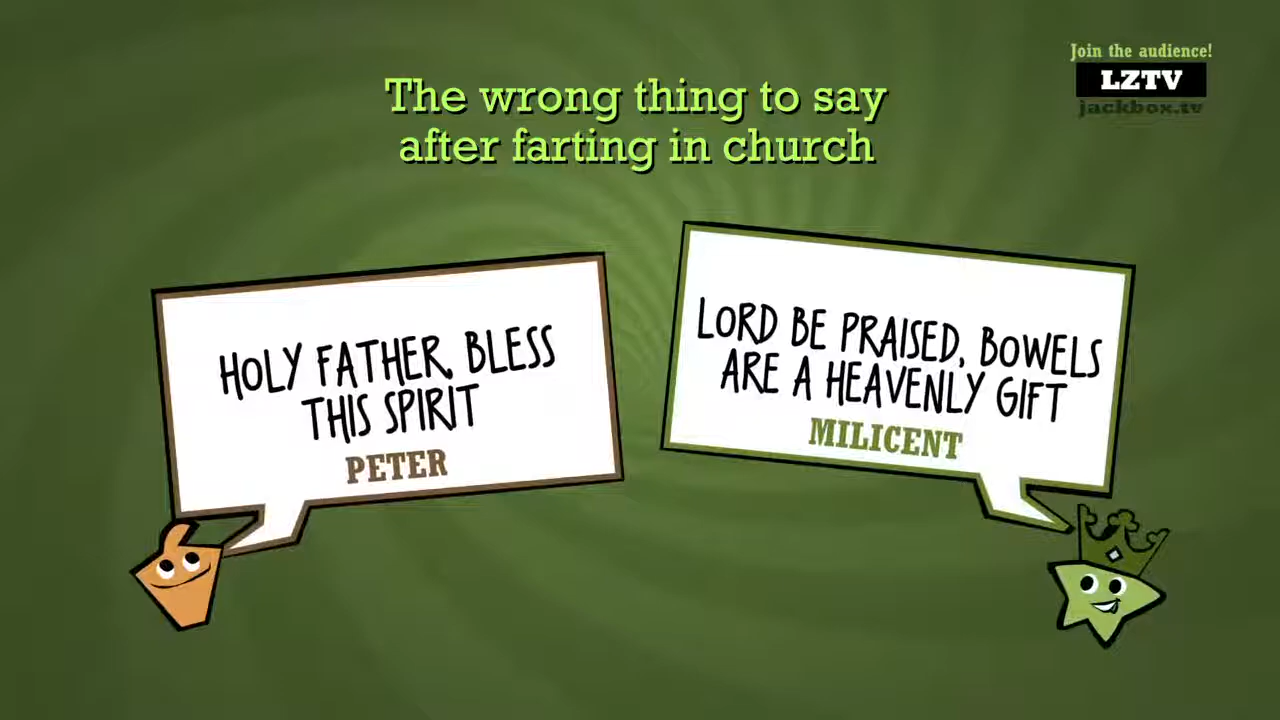 Join the audience!
LZTV
jackbox.tv
The wrong thing to say
after farting in church
HOLY FATHER, BLESS
THIS SPIRIT
PETER
LORD BE PRAISED, BOWELS
ARE A HEAVENLY GIFT
MILICENT